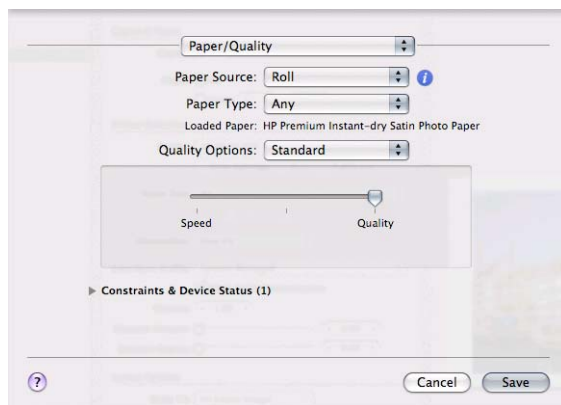 Paper/Quality
Paper Source: Roll
Paper Type: Any
Loaded Paper: HP Premium Instant-dry Satin Photo Paper
Quality Options: Standard
Speed Quality
Constraints & Device Status (1)
? Cancel Save